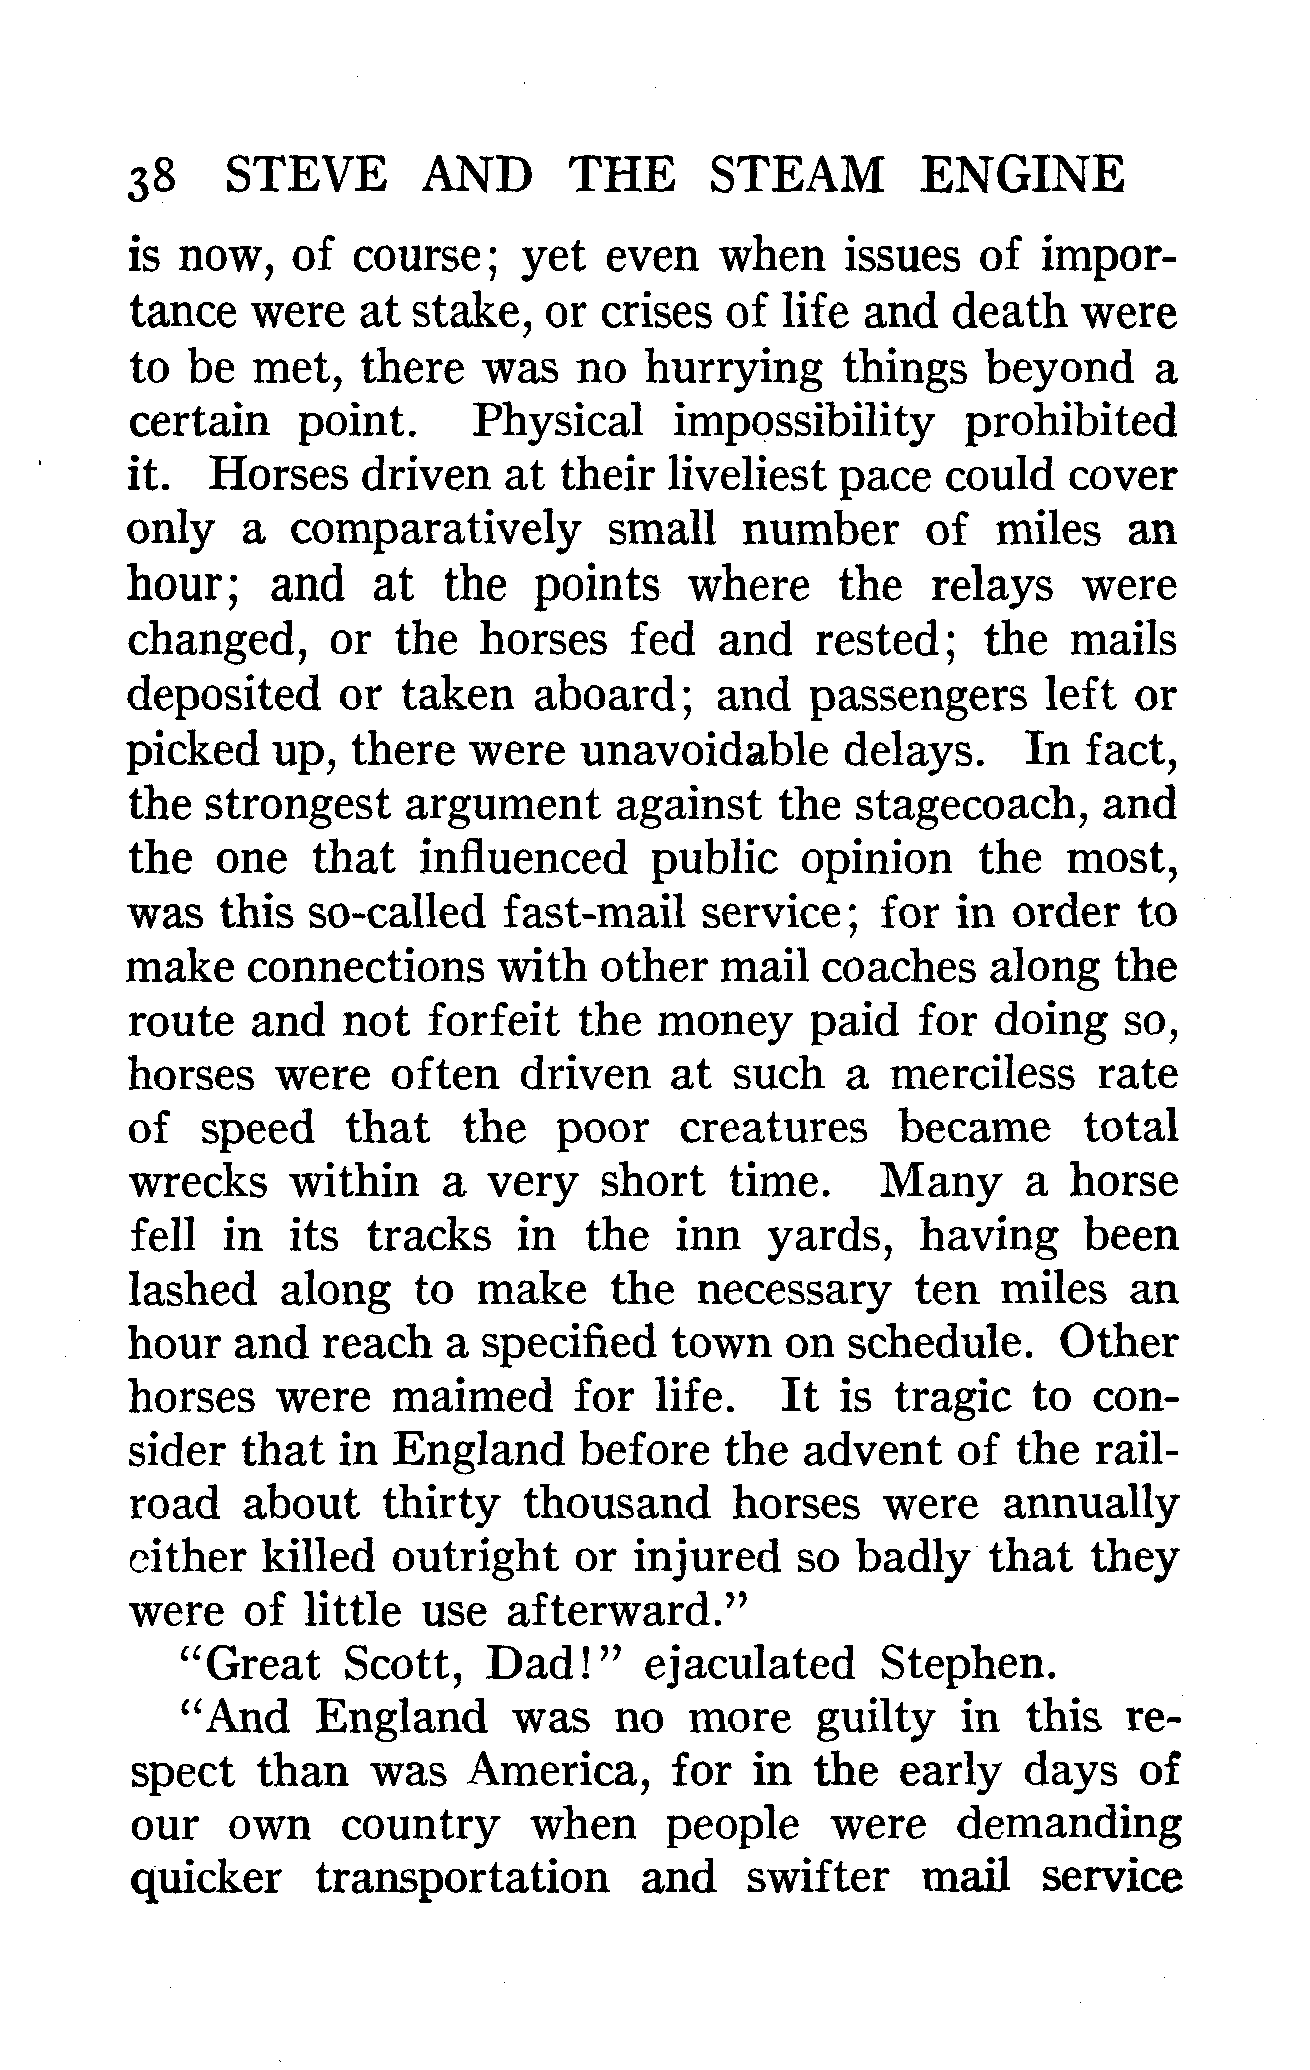 38 STEVE AND THE STEAM ENGINE
is now, of course; yet even when issues of impor-
tance were at stake, or crises of life and death were
to be met, there was no hurrying things beyond a
certain point. Physical impossibility prohibited
it. Horses driven at their liveliest pace could cover
only a comparatively small number of miles an
hour; and at the points where the relays were
changed, or the horses fed and rested; the mails
deposited or taken aboard; and passengers left or
picked up, there were unavoidable delays. In fact,
the strongest argument against the stagecoach, and
the one that influenced public opinion the most,
was this so-called fast-mail service; for in order to
make connections with other mail coaches along the
route and not forfeit the money paid for doing so,
horses were often driven at such a merciless rate
of speed that the poor creatures became total
wrecks within a very short time. Many a horse
fell in its tracks in the inn yards, having been
lashed along to make the necessary ten miles an
hour and reach a specified town on schedule. Other
horses were maimed for life. It is tragic to con-
sider that in England before the advent of the rail-
road about thirty thousand horses were annually
either killed outright or injured so badly that they
were of little use afterward."
"Great Scott, Dad!" ejaculated Stephen.
"And England was no more guilty in this re-
spect than was America, for in the early days of
our own country when people were demanding
quicker transportation and swifter mail service